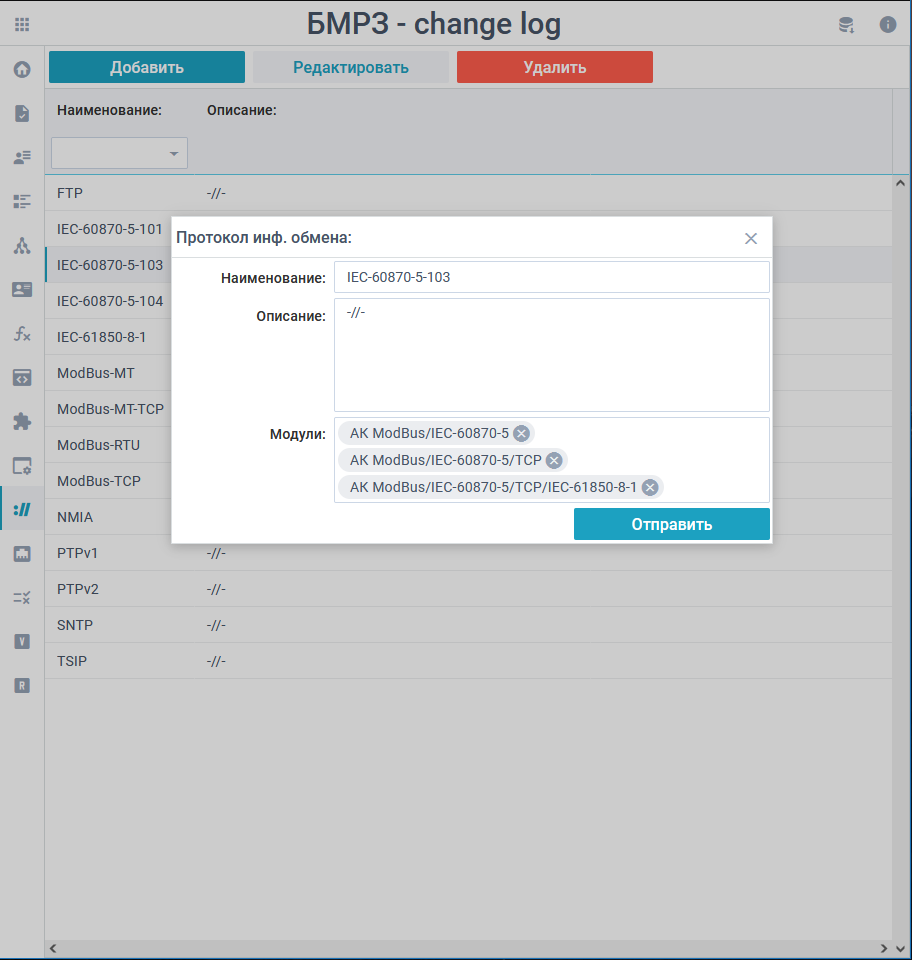 БМРЗ - change log
Добавить Редактировать Удалить
Наименование: Описание:
FTP -//-
IEC-60870-5-101
IEC-60870-5-103
IEC-60870-5-104
IEC-61850-8-1
ModBus-MT
ModBus-MT-TCP
ModBus-RTU
ModBus-TCP
NMIA
PTPv1 -//-
PTPv2 -//-
SNTP -//-
TSIP -//-
Протокол инф. обмена:
Наименование: IEC-60870-5-103
Описание: -//-
Модули: АК ModBus/IEC-60870-5
АК ModBus/IEC-60870-5/TCP
АК ModBus/IEC-60870-5/TCP/IEC-61850-8-1
Отправить
V
R